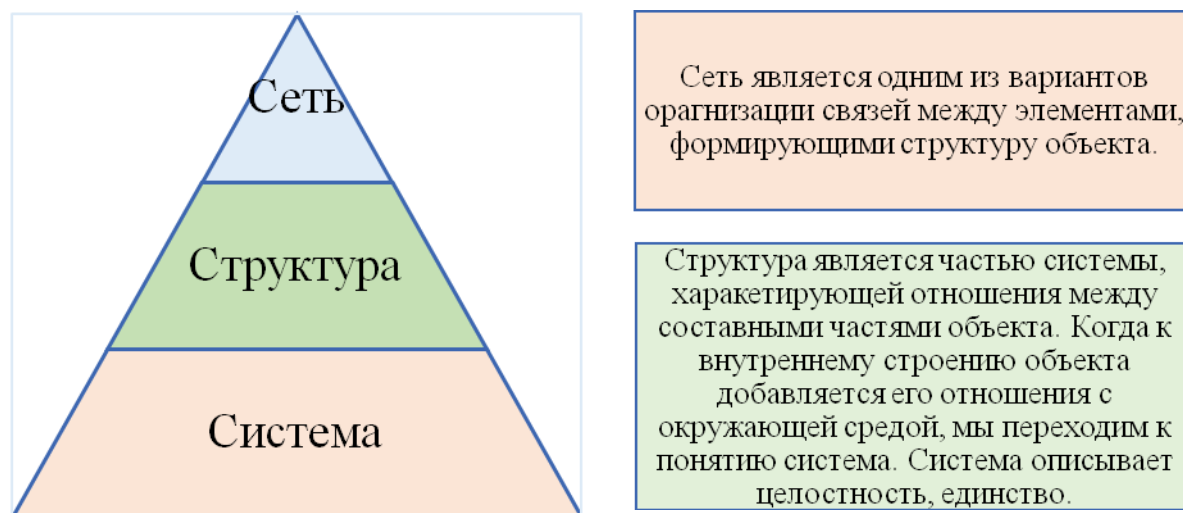 Сеть
Структура
Система
Сеть является одним из вариантов
орагнизации связей между элементами,
формирующими структуру объекта.
Структура является частью системы,
харакетирующей отношения между
составными частями объекта. Когда к
внутреннему строению объекта
добавляется его отношения с
окружающей средой, мы переходим к
понятию система. Система описывает
целостность, единство.